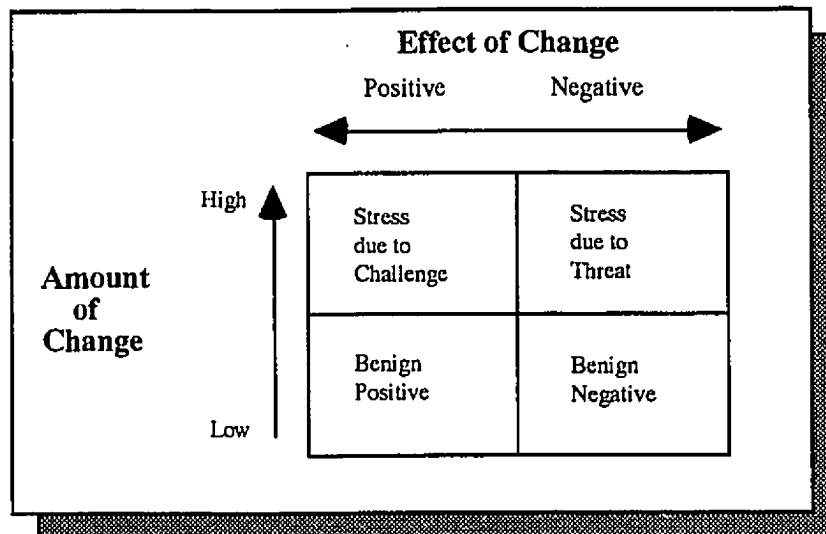 Effect of Change
Positive Negative
High
Stress
due to
Challenge
Stress
due to
Threat
Amount
of
Change
Benign
Positive
Benign
Negative
Low